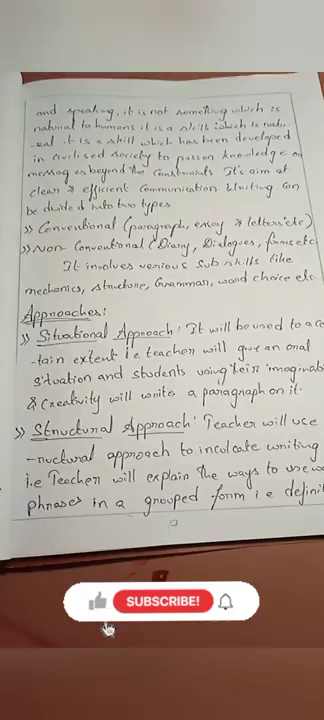 and speaking, it is not something which is
natural to humans it is a skill which is natu
-ral it is a skill which has been developed
in civilised society to passon knowledge or
messages beyond the constraints It's aim at
clear & efficient Communication Writing can
be divided into two types
» Conventional (paragraph, essay & letters etc)
» Non-Conventional (Diary, Dialogues, forms etc
It involves various Sub skills like
mechanics, structure, Grammar, word choice etc.
Approaches:
» Situational Approach: It will be used to a cer
-tain extent i.e teacher will give an oral
situation and students using their imaginati
& creativity will write a paragraph on it.
» Structural Approach: Teacher will use
-ructural approach to inculcate writing
i.e Teacher will explain the ways to use
phrases in a grouped form i e definit
SUBSCRIBE!